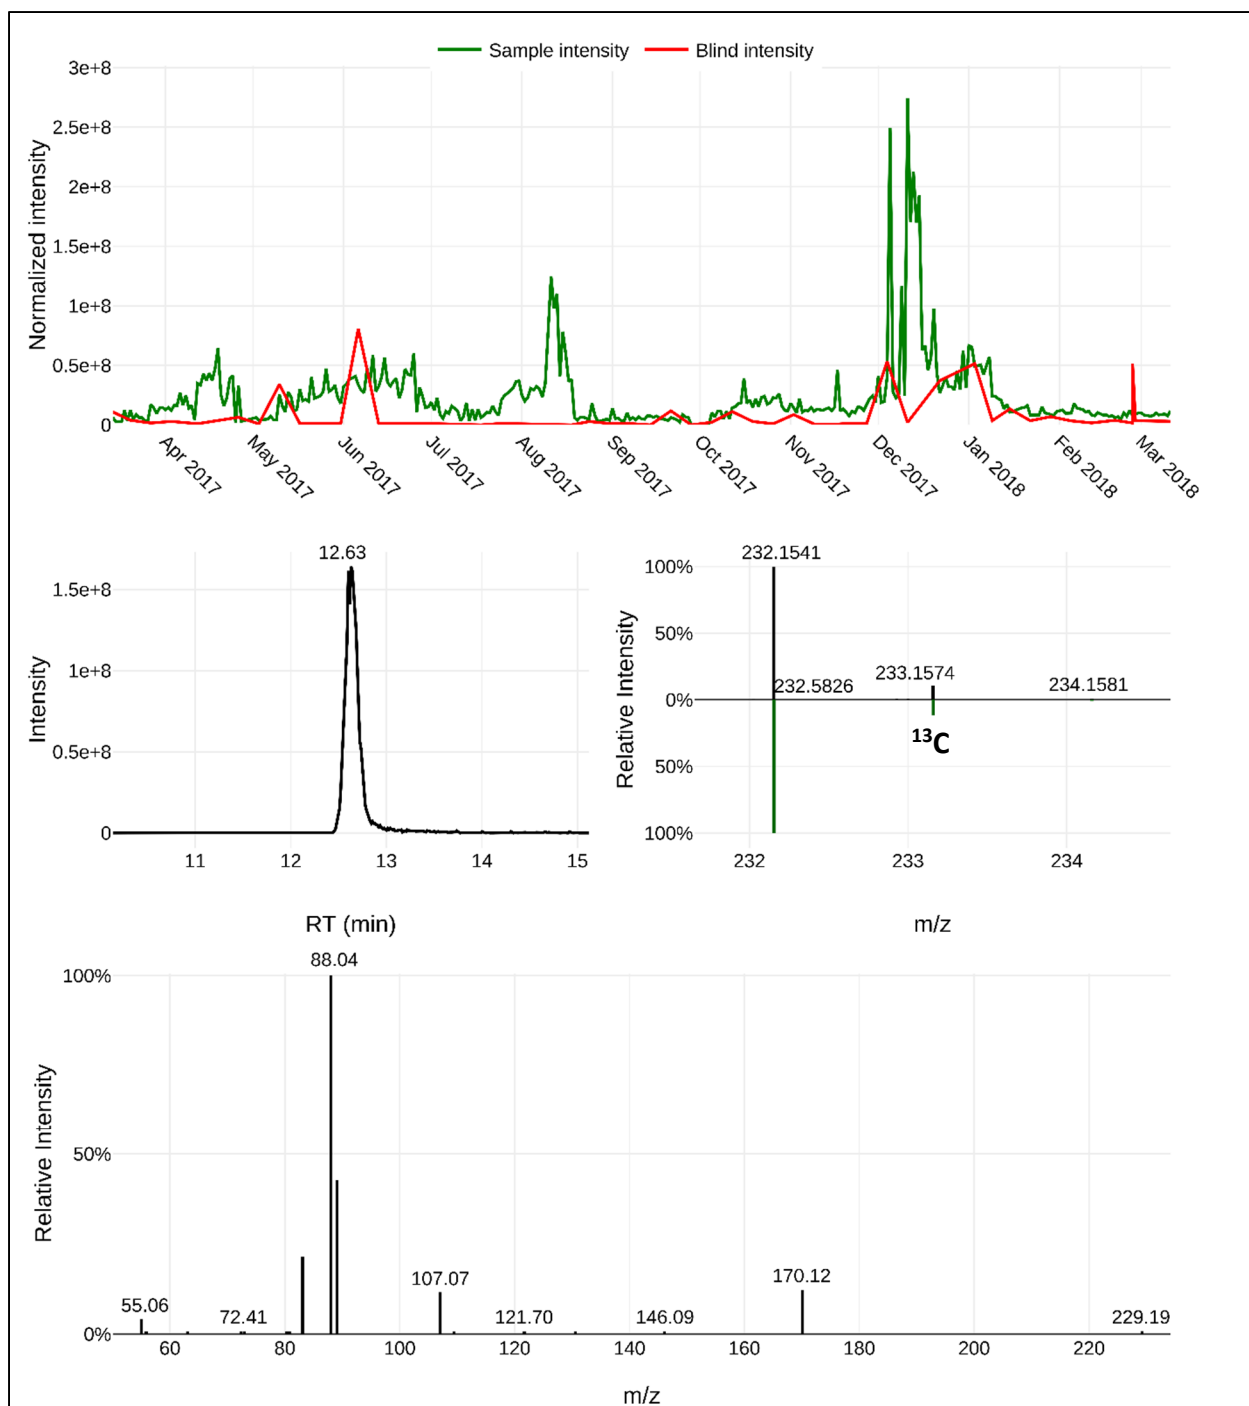 Sample intensity Blind intensity
Normalized intensity
3e+8
2.5e+8
2e+8
1.5e+8
1e+8
0.5e+8
0
Apr 2017 May 2017 Jun 2017 Jul 2017 Aug 2017 Sep 2017 Oct 2017 Nov 2017 Dec 2017 Jan 2018 Feb 2018 Mar 2018
Intensity
12.63
1.5e+8
1e+8
0.5e+8
0
11 12 13 14 15
RT (min)
Relative Intensity
232.1541
100%
50%
232.5826 233.1574 234.1581
0%
13C
50%
100%
232 233 234
m/z
Relative Intensity
88.04
100%
50%
107.07 170.12
55.06 72.41 121.70 146.09 229.19
0%
60 80 100 120 140 160 180 200 220
m/z